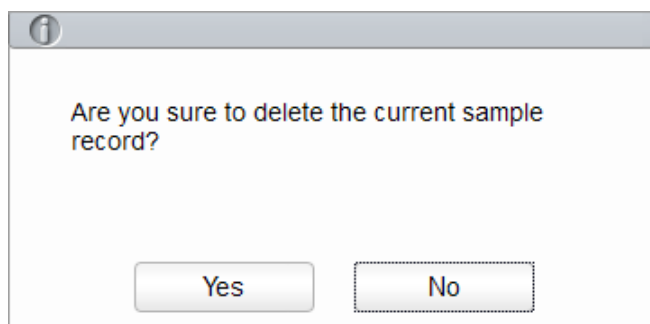 Are you sure to delete the current sample
record?
Yes
No